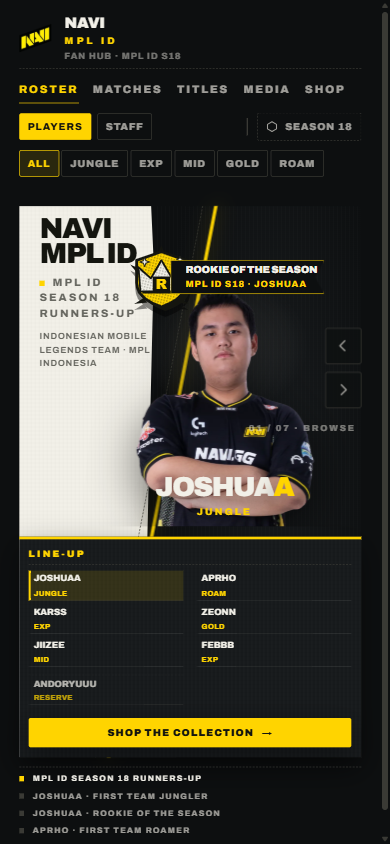 NAVI
MPL ID
FAN HUB · MPL ID S18
ROSTER MATCHES TITLES MEDIA SHOP
PLAYERS STAFF SEASON 18
ALL JUNGLE EXP MID GOLD ROAM
NAVI
MPL ID
MPL ID
SEASON 18
RUNNERS-UP
INDONESIAN MOBILE
LEGENDS TEAM · MPL
INDONESIA
R
ROOKIE OF THE SEASON
MPL ID S18 · JOSHUAA
07 · BROWSE
logitech
NAVI
JOSHUAA
JUNGLE
LINE-UP
JOSHUAA
JUNGLE
APRHO
ROAM
KARSS
EXP
ZEONN
GOLD
JIIZEE
MID
FEBBB
EXP
ANDORYUUU
RESERVE
SHOP THE COLLECTION →
MPL ID SEASON 18 RUNNERS-UP
JOSHUAA · FIRST TEAM JUNGLER
JOSHUAA · ROOKIE OF THE SEASON
APRHO · FIRST TEAM ROAMER